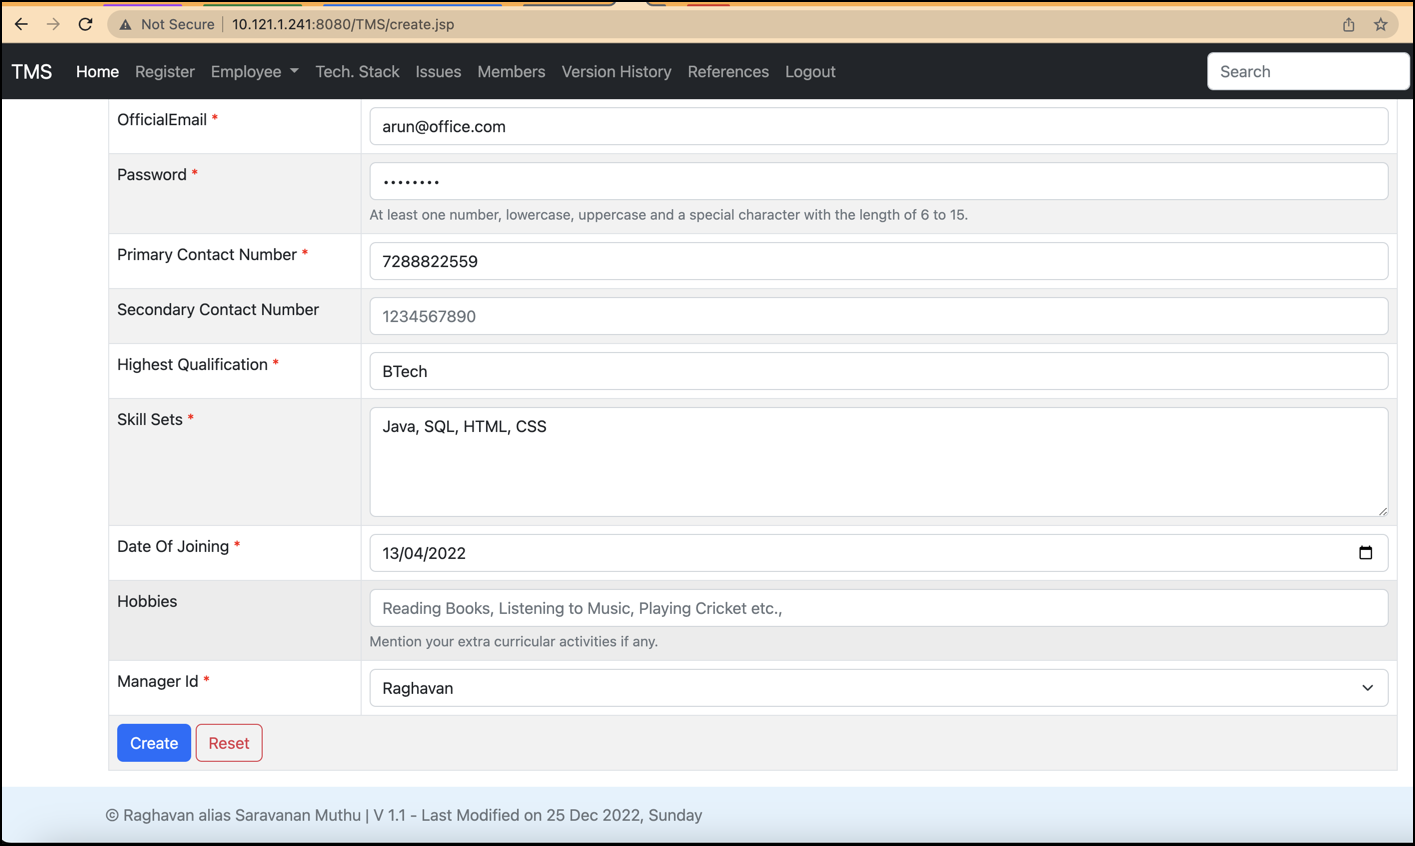 Not Secure 10.121.1.241:8080/TMS/create.jsp
TMS Home Register Employee Tech. Stack Issues Members Version History References Logout Search
OfficialEmail * arun@office.com
Password * ••••••••
At least one number, lowercase, uppercase and a special character with the length of 6 to 15.
Primary Contact Number * 7288822559
Secondary Contact Number 1234567890
Highest Qualification * BTech
Skill Sets * Java, SQL, HTML, CSS
Date Of Joining * 13/04/2022
Hobbies Reading Books, Listening to Music, Playing Cricket etc.,
Mention your extra curricular activities if any.
Manager Id * Raghavan
Create Reset
© Raghavan alias Saravanan Muthu | V 1.1 - Last Modified on 25 Dec 2022, Sunday